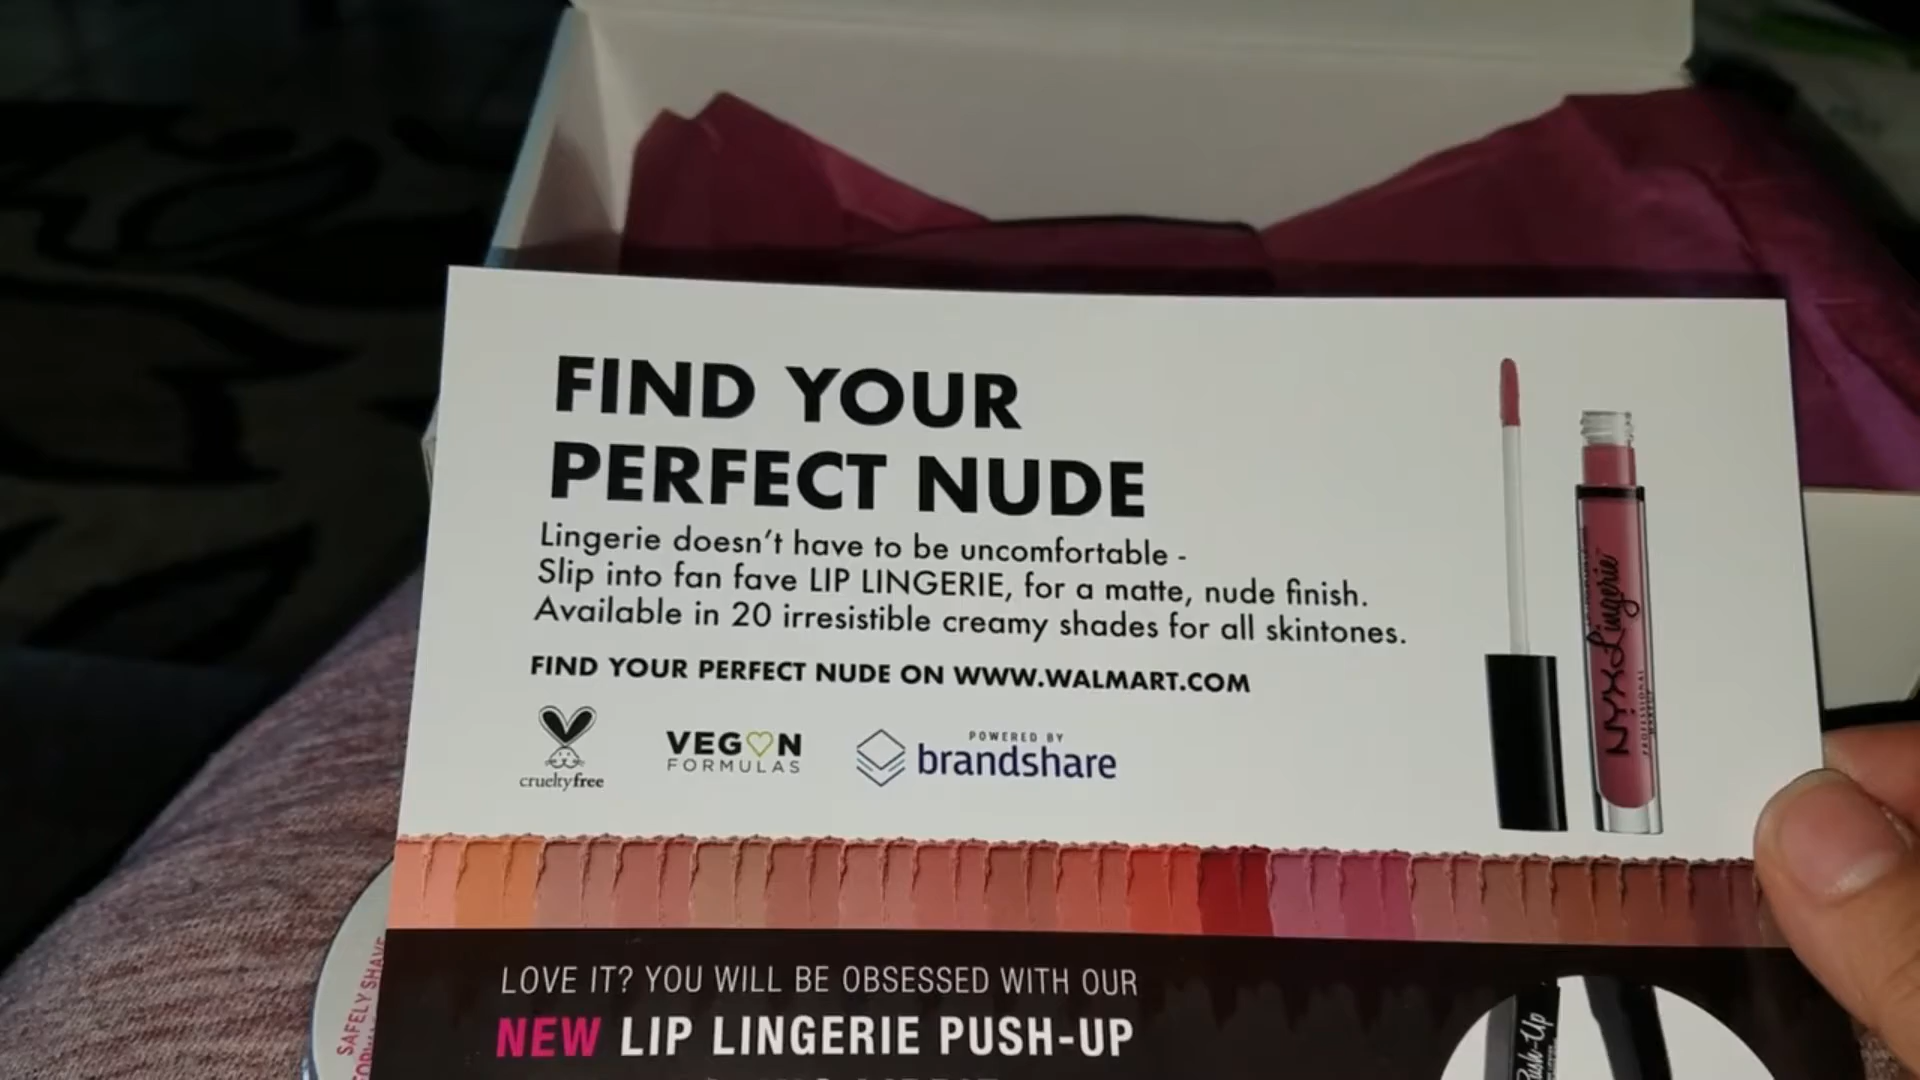 FIND YOUR
PERFECT NUDE
Lingerie doesn't have to be uncomfortable -
Slip into fan fave LIP LINGERIE, for a matte, nude finish.
Available in 20 irresistible creamy shades for all skintones.
FIND YOUR PERFECT NUDE ON WWW.WALMART.COM
crueltyfree
VEGAN
FORMULAS
POWERED BY
brandshare
NYX Lingerie
PROFESSIONAL
LOVE IT? YOU WILL BE OBSESSED WITH OUR
NEW LIP LINGERIE PUSH-UP
Push-Up
SAFELY SHAVE